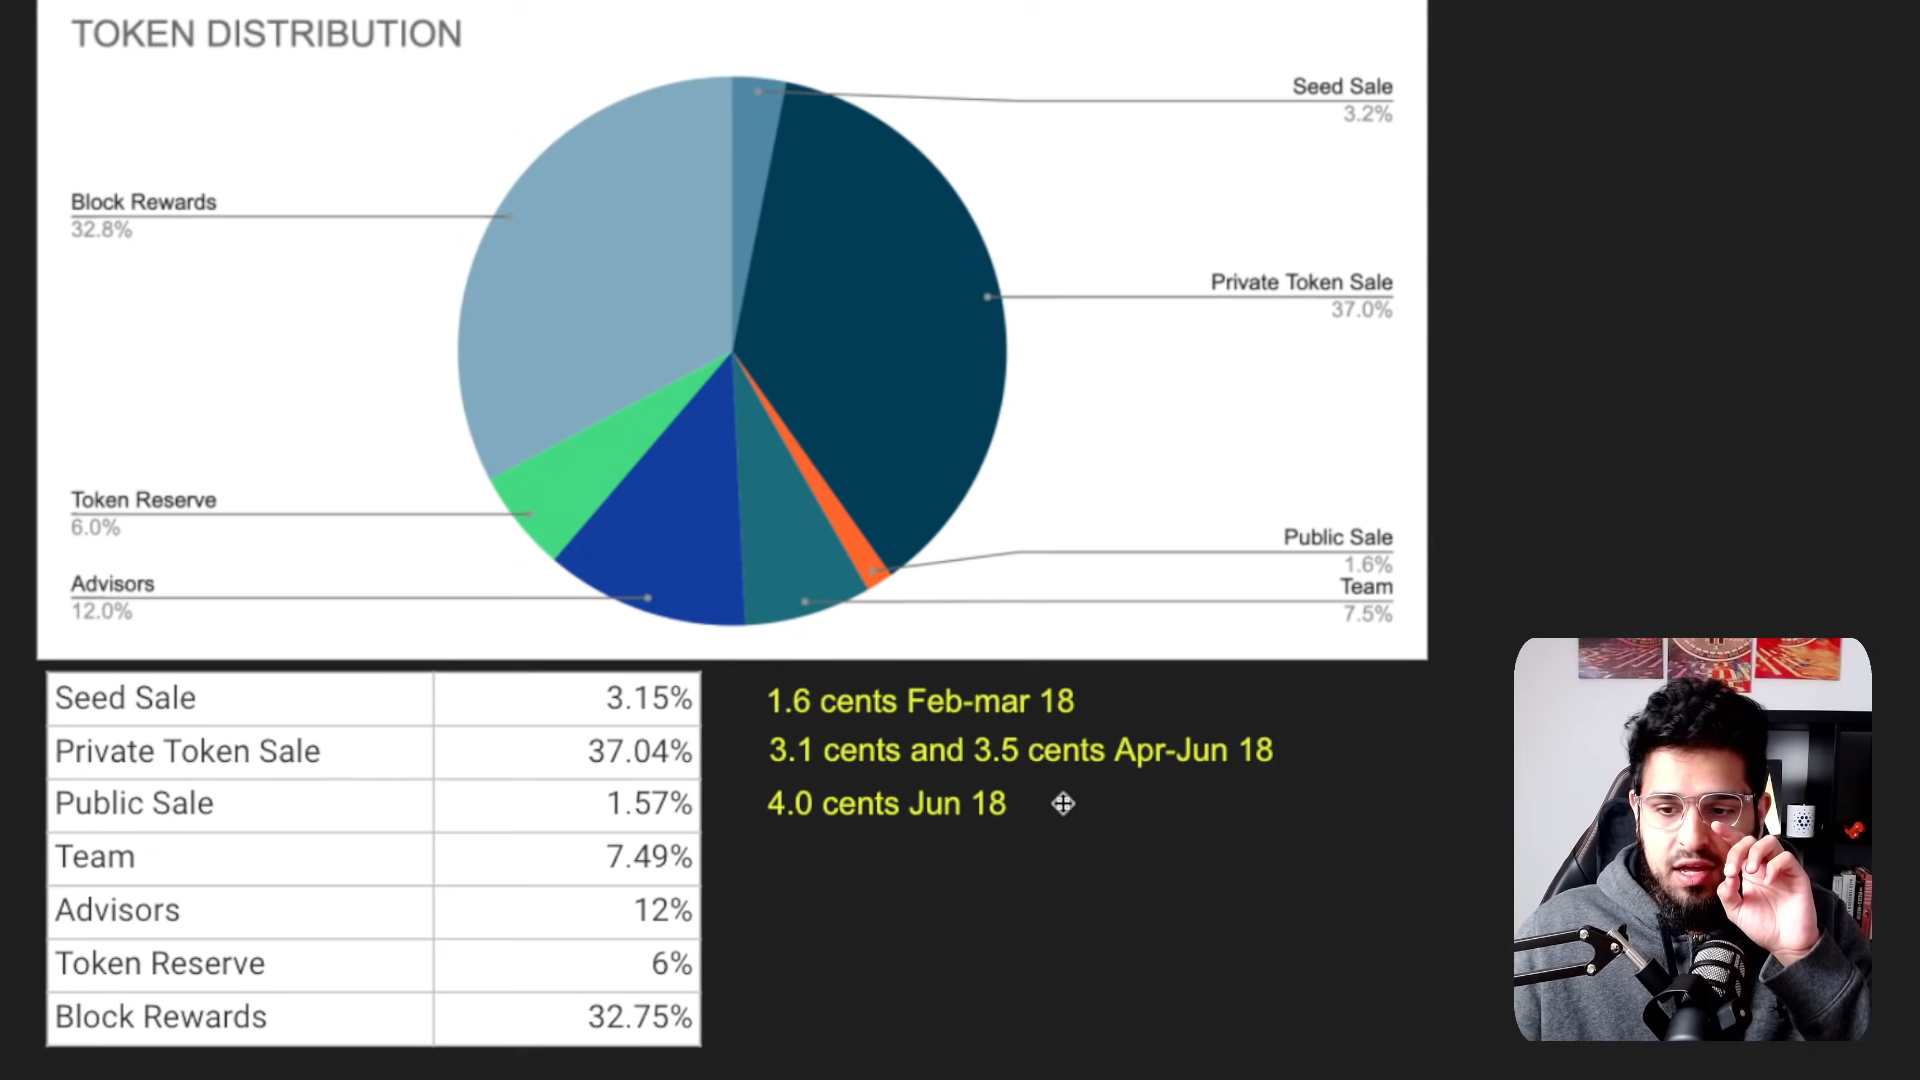 TOKEN DISTRIBUTION
Seed Sale
3.2%
Block Rewards
32.8%
Private Token Sale
37.0%
Token Reserve
6.0%
Public Sale
1.6%
Advisors
12.0%
Team
7.5%
Seed Sale 3.15% 1.6 cents Feb-mar 18
Private Token Sale 37.04% 3.1 cents and 3.5 cents Apr-Jun 18
Public Sale 1.57% 4.0 cents Jun 18
Team 7.49%
Advisors 12%
Token Reserve 6%
Block Rewards 32.75%